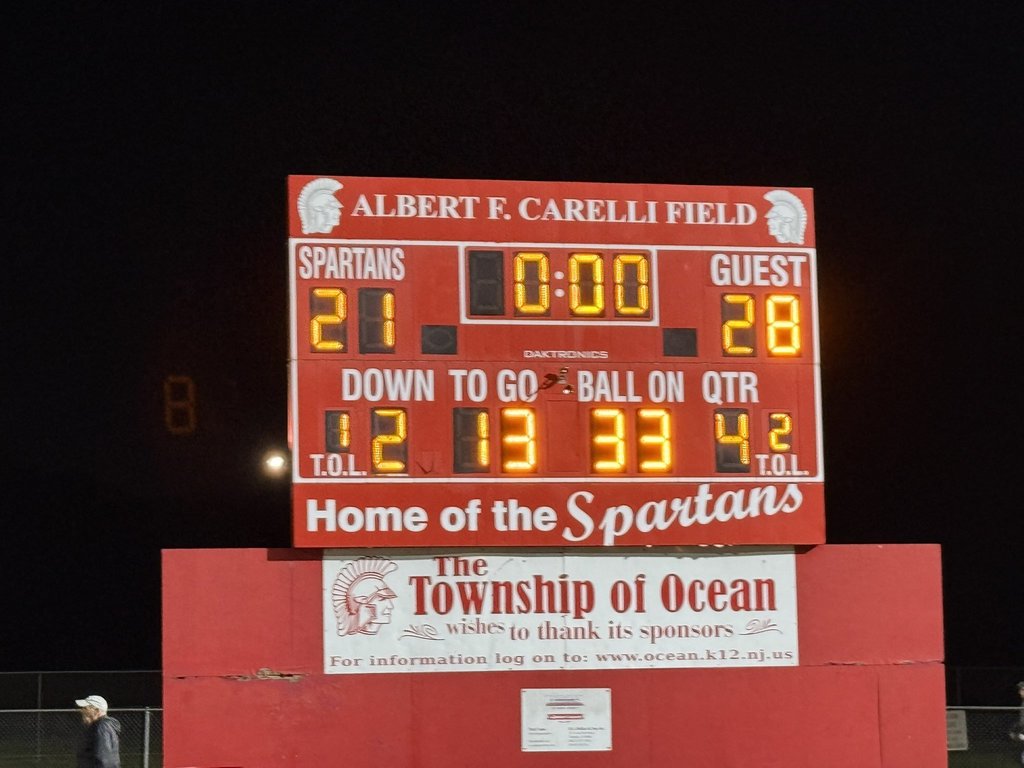 ALBERT F. CARELLI FIELD
SPARTANS 0:00 GUEST
21 28
DAKTRONICS
DOWN TO GO BALL ON QTR
1 2 13 33 4 2
T.O.L. T.O.L.
Home of the Spartans
The
Township of Ocean
wishes to thank its sponsors
For information log on to: www.ocean.k12.nj.us